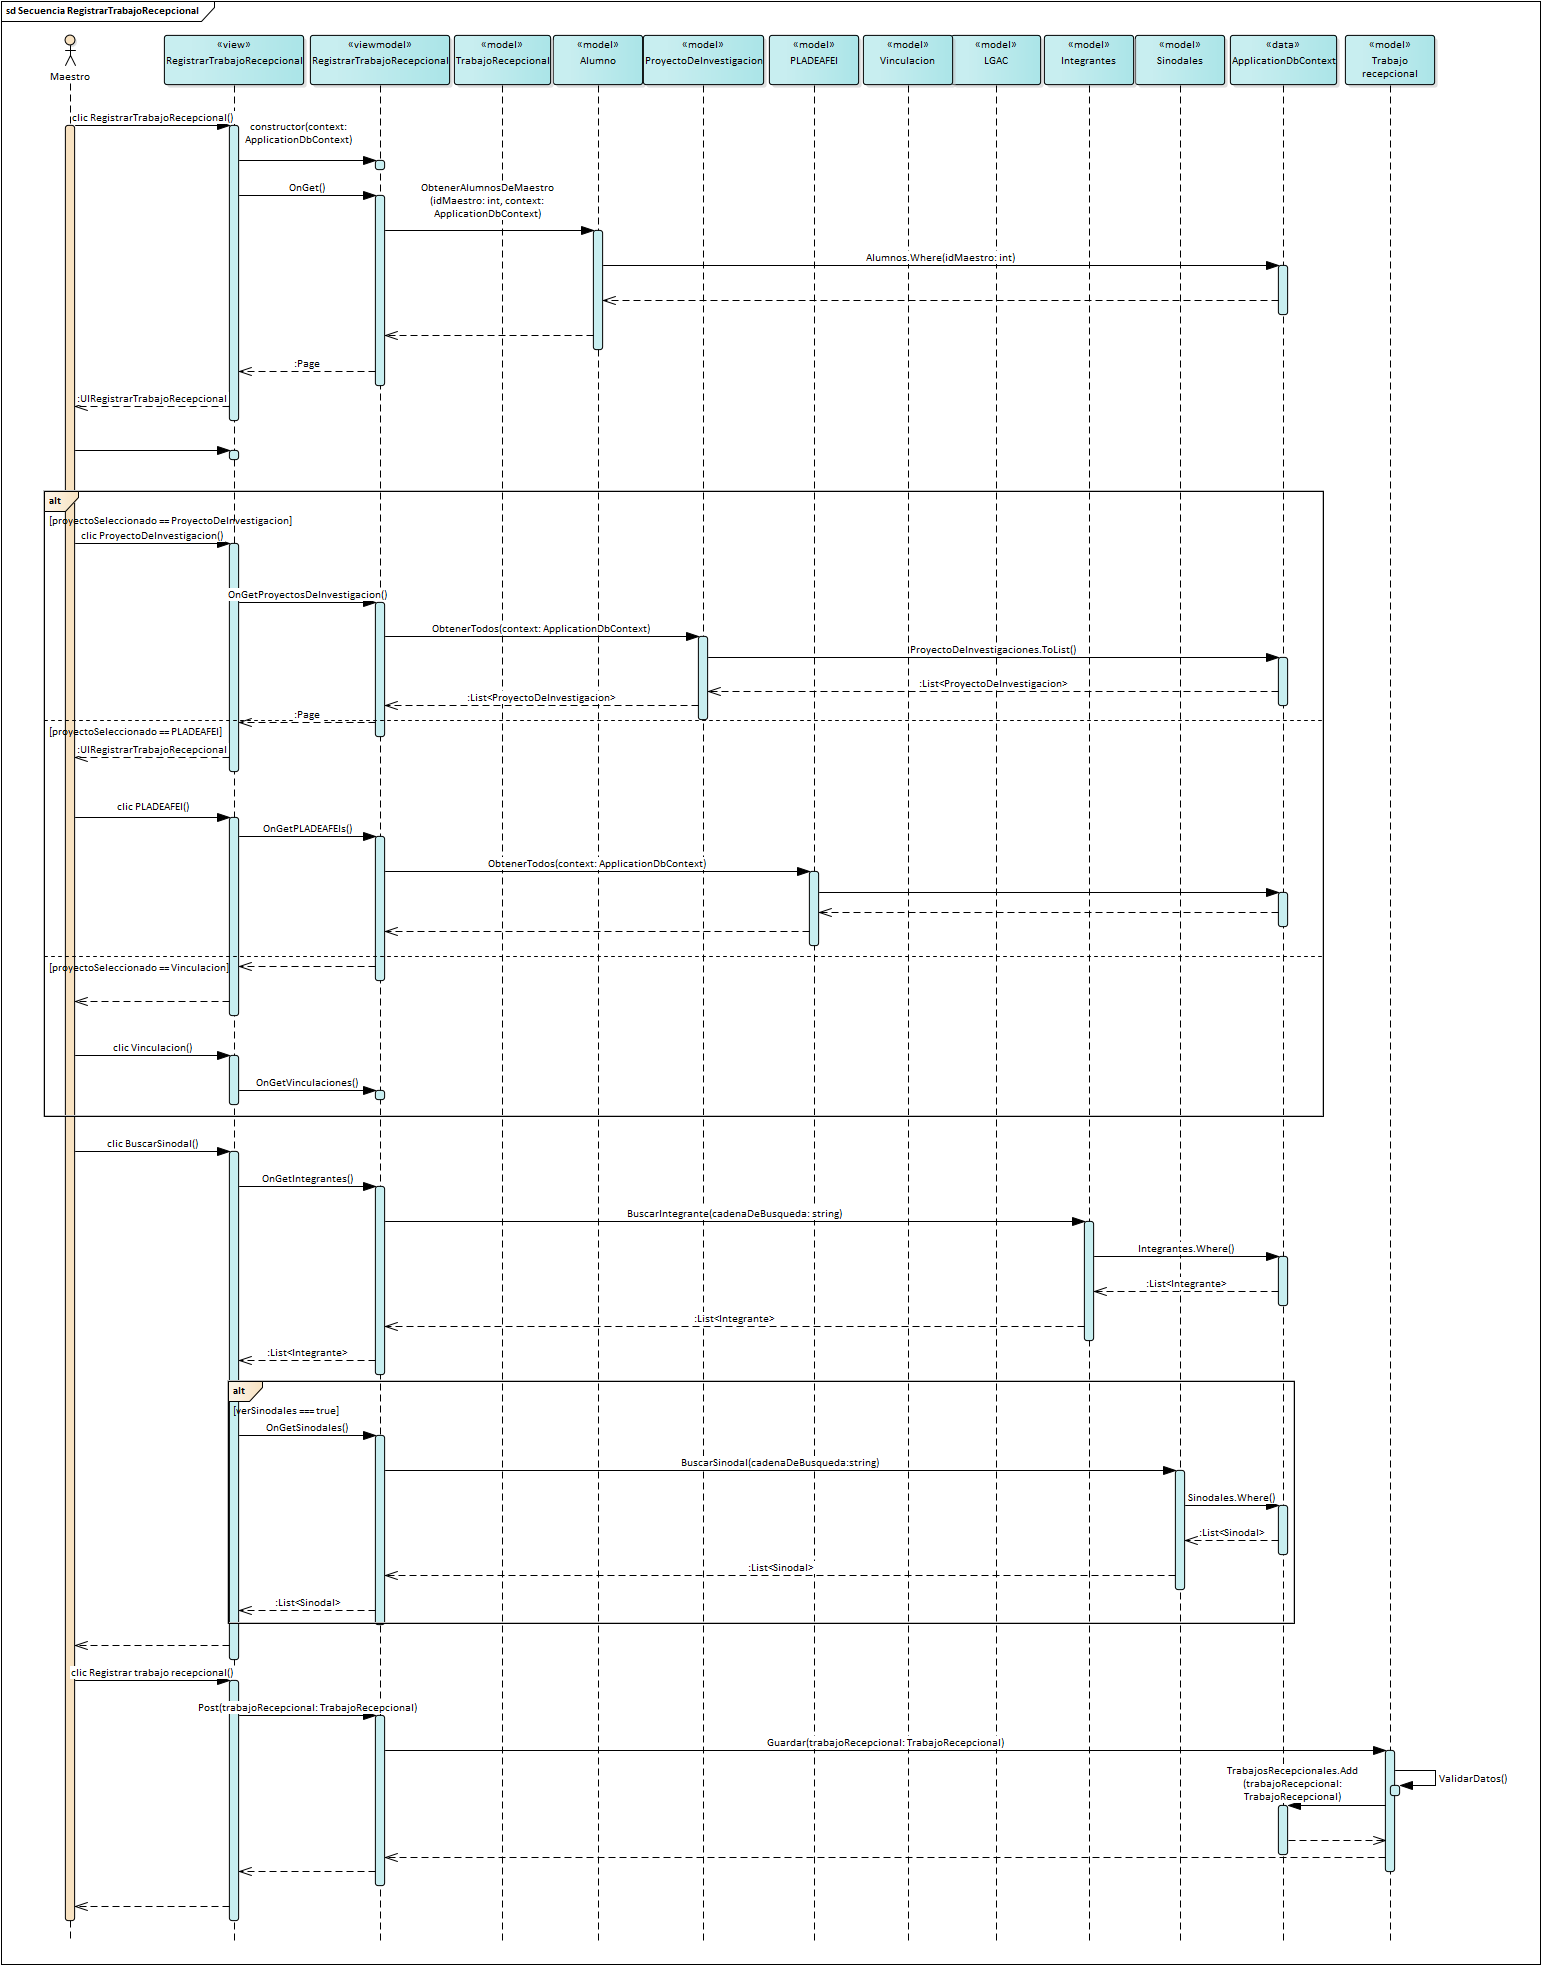 sd Secuencia RegistrarTrabajoRecepcional
Maestro
«view»
RegistrarTrabajoRecepcional
«viewmodel»
RegistrarTrabajoRecepcional
«model»
TrabajoRecepcional
«model»
Alumno
«model»
ProyectoDeInvestigacion
«model»
PLADEAFEI
«model»
Vinculacion
«model»
LGAC
«model»
Integrantes
«model»
Sinodales
«data»
ApplicationDbContext
«model»
Trabajo
recepcional
clic RegistrarTrabajoRecepcional()
constructor(context:
ApplicationDbContext)
OnGet()
ObtenerAlumnosDeMaestro
(idMaestro: int, context:
ApplicationDbContext)
Alumnos.Where(idMaestro: int)
:Page
:UIRegistrarTrabajoRecepcional
alt
[proyectoSeleccionado == ProyectoDeInvestigacion]
clic ProyectoDeInvestigacion()
OnGetProyectosDeInvestigacion()
ObtenerTodos(context: ApplicationDbContext)
ProyectoDeInvestigaciones.ToList()
:List<ProyectoDeInvestigacion>
:List<ProyectoDeInvestigacion>
:Page
[proyectoSeleccionado == PLADEAFEI]
:UIRegistrarTrabajoRecepcional
clic PLADEAFEI()
OnGetPLADEAFEIs()
ObtenerTodos(context: ApplicationDbContext)
[proyectoSeleccionado == Vinculacion]
clic Vinculacion()
OnGetVinculaciones()
clic BuscarSinodal()
OnGetIntegrantes()
BuscarIntegrante(cadenaDeBusqueda: string)
Integrantes.Where()
:List<Integrante>
:List<Integrante>
:List<Integrante>
alt
[verSinodales === true]
OnGetSinodales()
BuscarSinodal(cadenaDeBusqueda:string)
Sinodales.Where()
:List<Sinodal>
:List<Sinodal>
:List<Sinodal>
clic Registrar trabajo recepcional()
Post(trabajoRecepcional: TrabajoRecepcional)
Guardar(trabajoRecepcional: TrabajoRecepcional)
ValidarDatos()
TrabajosRecepcionales.Add
(trabajoRecepcional:
TrabajoRecepcional)